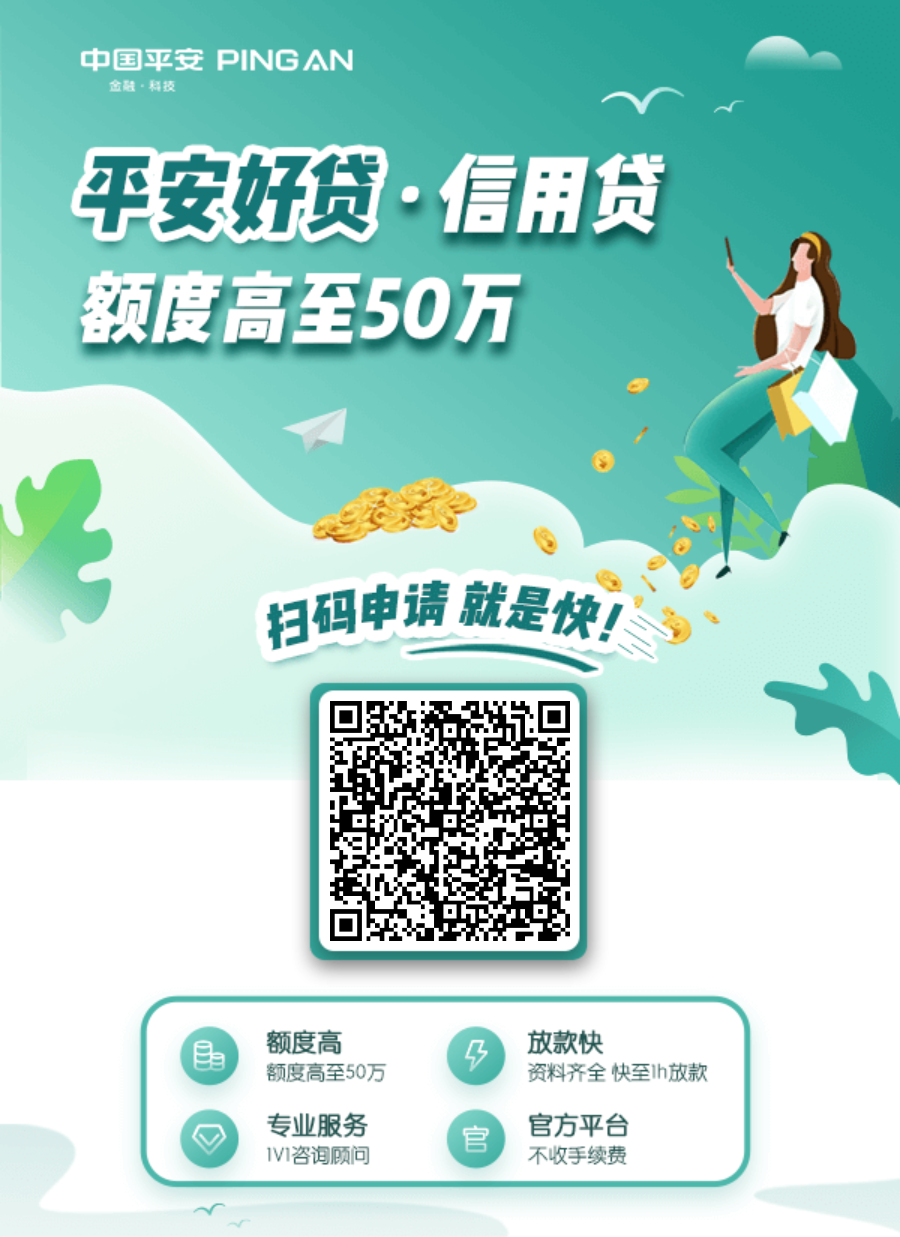 中国平安 PING AN
金融·科技
平安好贷·信用贷
额度高至50万
扫码申请 就是快!
额度高
额度高至50万
放款快
资料齐全 快至1h放款
专业服务
1V1咨询顾问
官方平台
不收手续费